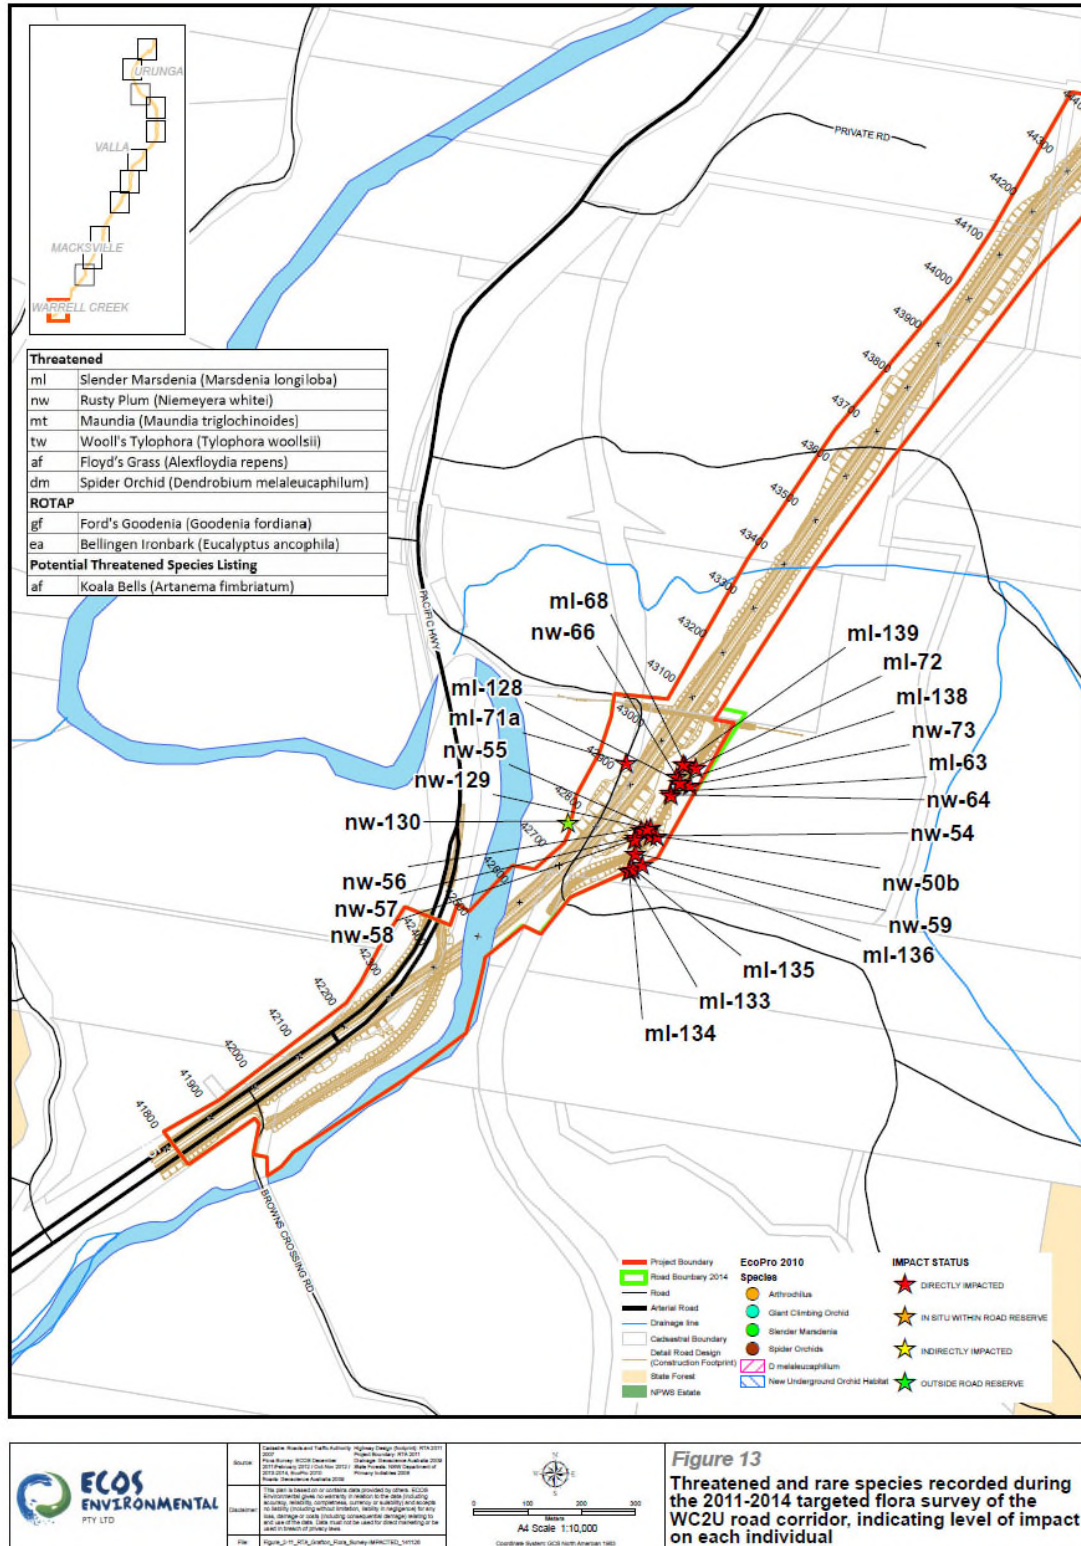 URUNGA
VALLA
MACKSVILLE
WARRELL CREEK
Threatened
ml Slender Marsdenia (Marsdenia longiloba)
nw Rusty Plum (Niemeyera whitei)
mt Maundia (Maundia triglochinoides)
tw Wooll's Tylophora (Tylophora woollsii)
af Floyd's Grass (Alexfloydia repens)
dm Spider Orchid (Dendrobium melaleucaphilum)
ROTAP
gf Ford's Goodenia (Goodenia fordiana)
ea Bellingen Ironbark (Eucalyptus ancophila)
Potential Threatened Species Listing
af Koala Bells (Artanema fimbriatum)
PRIVATE RD
44300
44200
44100
44000
43900
43800
43700
43600
43500
43400
43300
43200
43100
43000
42900
42800
42700
42600
42500
42400
42300
42200
42100
42000
41900
41800
PACIFIC HWY
BROWNS CROSSING RD
ml-68
nw-66
ml-128
ml-71a
nw-55
nw-129
nw-130
nw-56
nw-57
nw-58
ml-139
ml-72
ml-138
nw-73
ml-63
nw-64
nw-54
nw-50b
nw-59
ml-136
ml-135
ml-133
ml-134
Project Boundary
Road Bounbary 2014
Road
Arterial Road
Drainage line
Cadsastral Boundary
Detail Road Design
(Construction Footprint)
State Forest
NPWS Estate
EcoPro 2010
Species
Arthrochilus
Giant Climbing Orchid
Slender Marsdenia
Spider Orchids
D melaleucaphilium
New Underground Orchid Habitat
IMPACT STATUS
DIRECTLY IMPACTED
IN SITU WITHIN ROAD RESERVE
INDIRECTLY IMPACTED
OUTSIDE ROAD RESERVE
ECOS
ENVIRONMENTAL
PTY LTD
Source:
Disclaimer:
File:
0 100 200 300
Meters
A4 Scale 1:10,000
Coordinate System: GCS North American 1983
Figure 13
Threatened and rare species recorded during
the 2011-2014 targeted flora survey of the
WC2U road corridor, indicating level of impact
on each individual